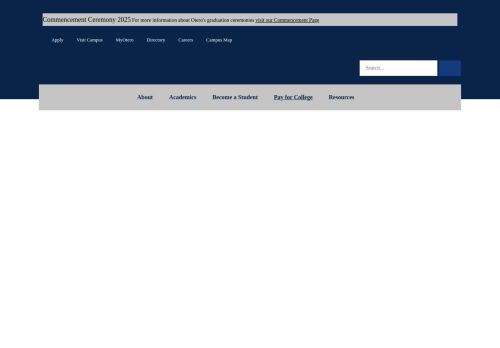 Commencement Ceremony 2025 For more information about Otero's graduation ceremonies visit our Commencement Page
Apply Visit Campus MyOtero Directory Careers Campus Map
Search...
About Academics Become a Student Pay for College Resources